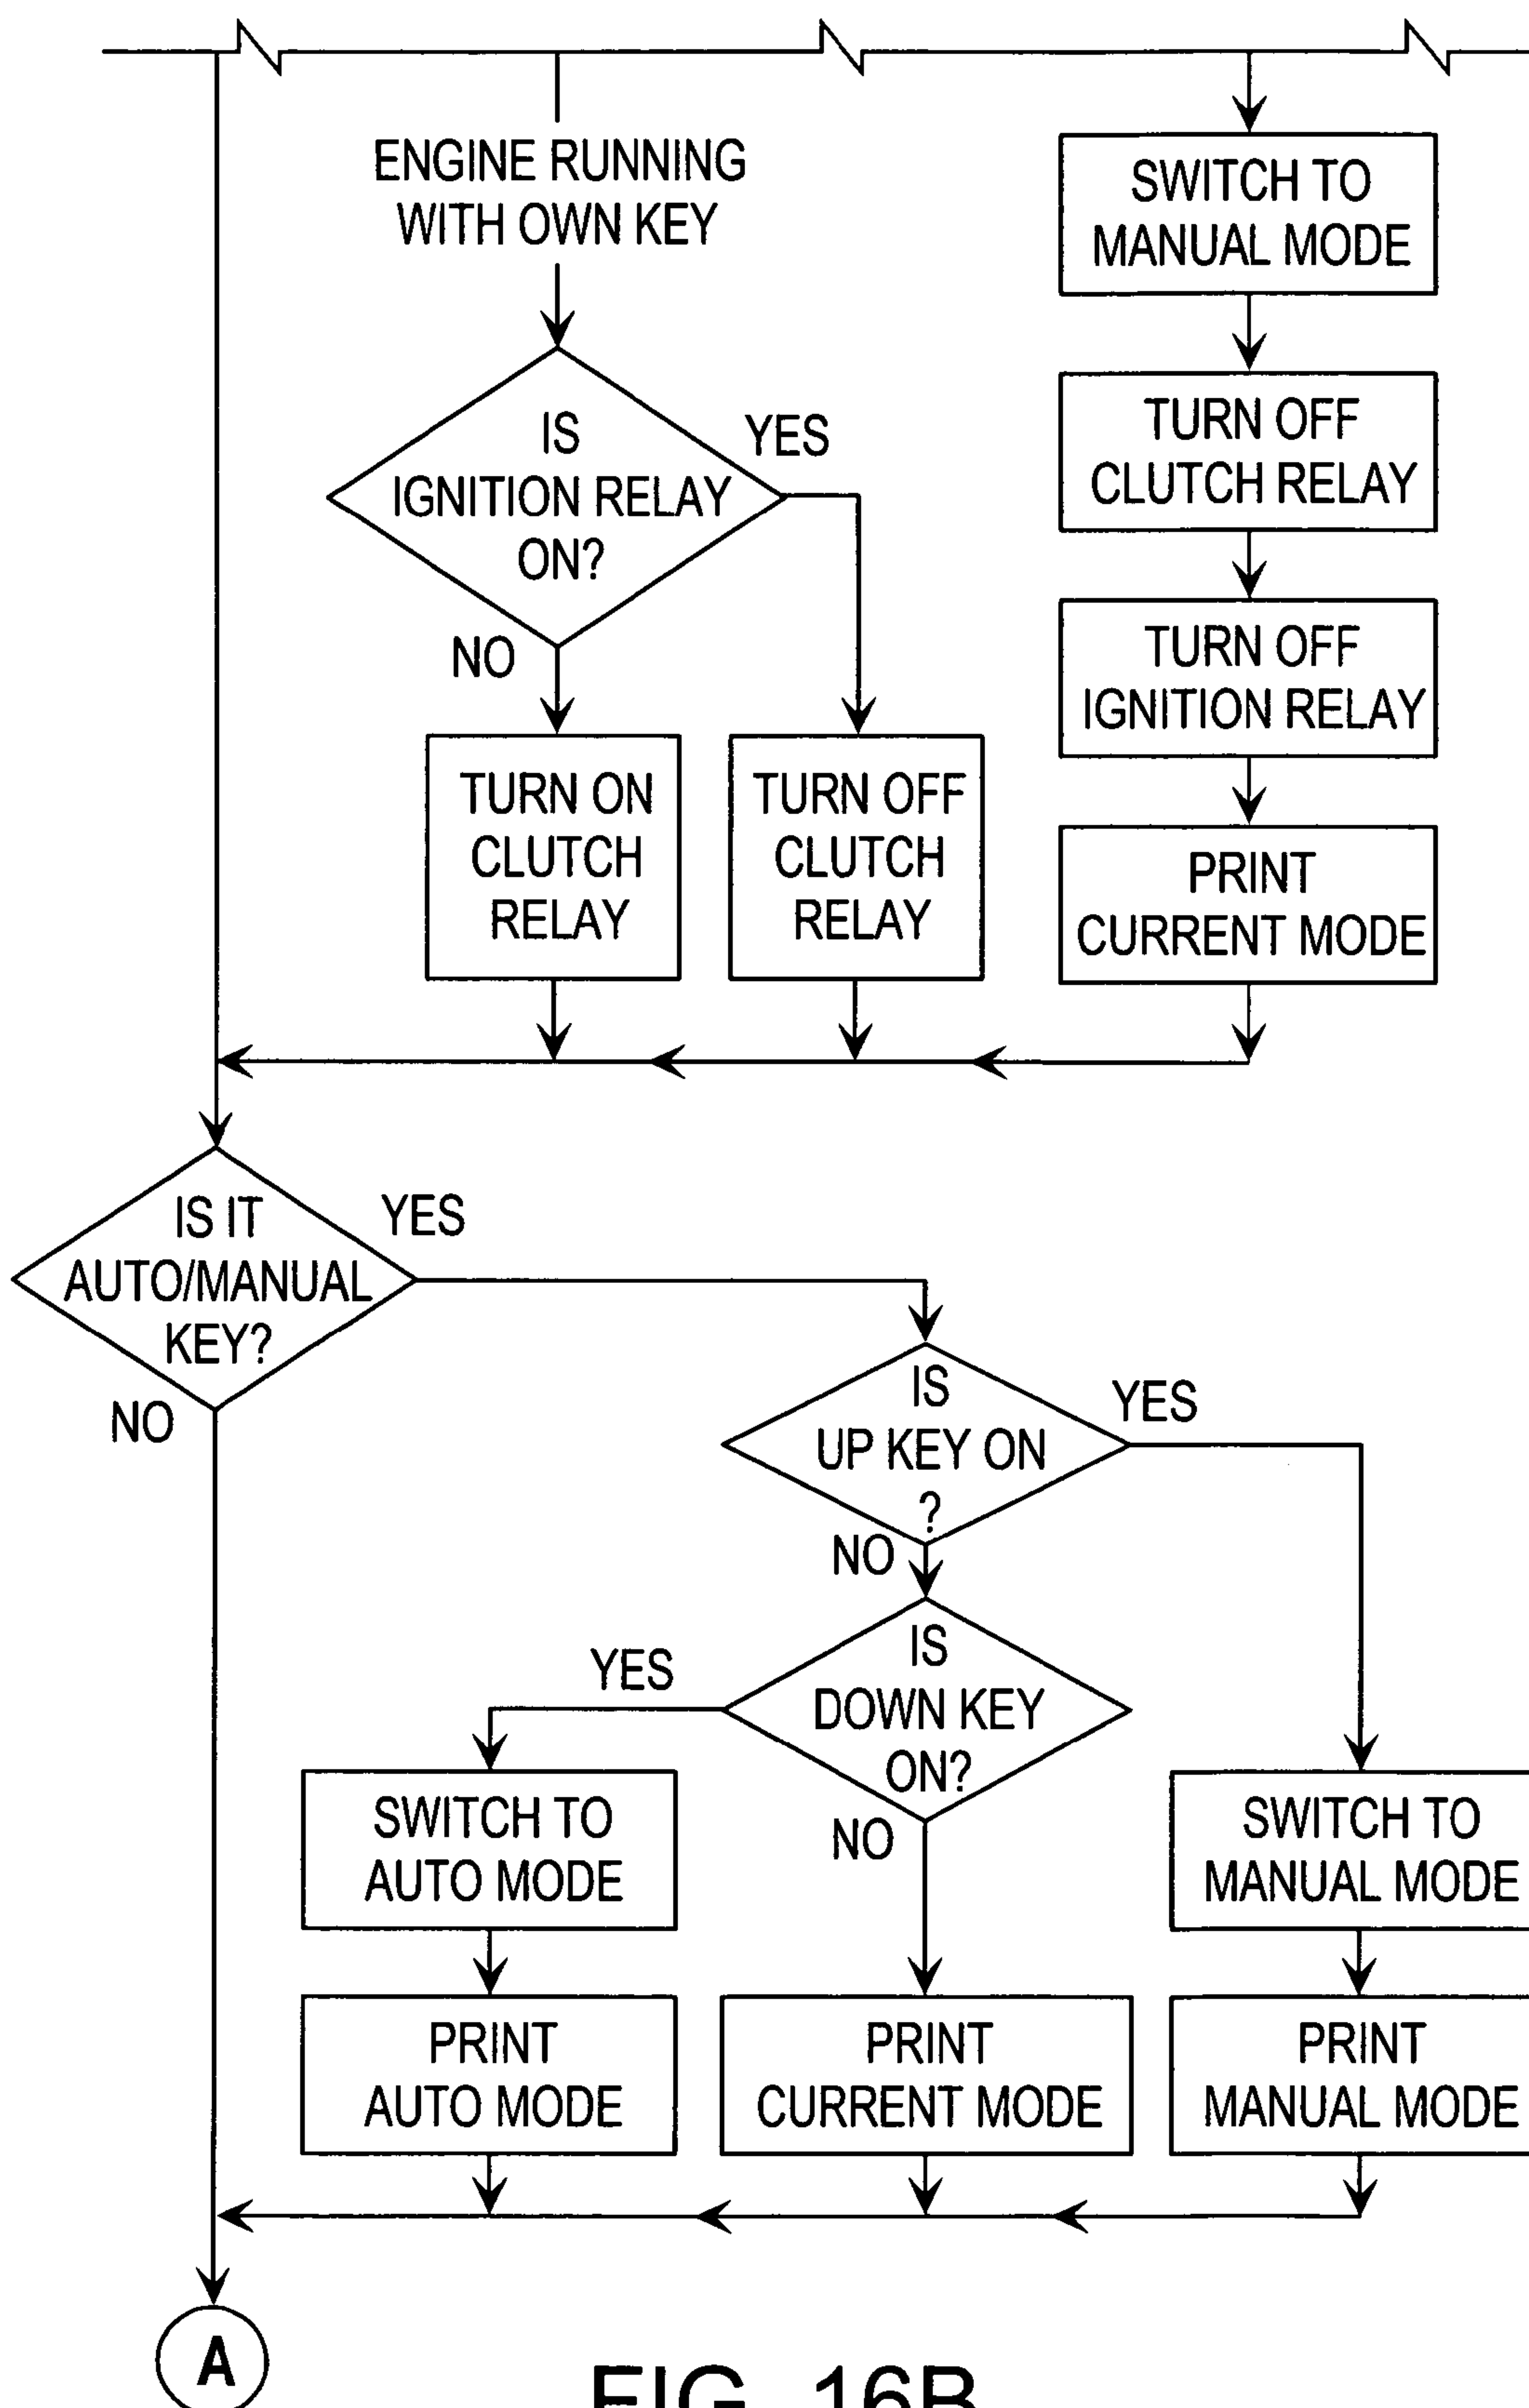 ENGINE RUNNING
WITH OWN KEY
SWITCH TO
MANUAL MODE
IS
IGNITION RELAY
ON?
YES
NO
TURN OFF
CLUTCH RELAY
TURN OFF
IGNITION RELAY
TURN ON
CLUTCH
RELAY
TURN OFF
CLUTCH
RELAY
PRINT
CURRENT MODE
IS IT
AUTO/MANUAL
KEY?
YES
NO
IS
UP KEY ON
?
YES
NO
IS
DOWN KEY
ON?
YES
NO
SWITCH TO
AUTO MODE
SWITCH TO
MANUAL MODE
PRINT
AUTO MODE
PRINT
CURRENT MODE
PRINT
MANUAL MODE
A
FIG. 16B